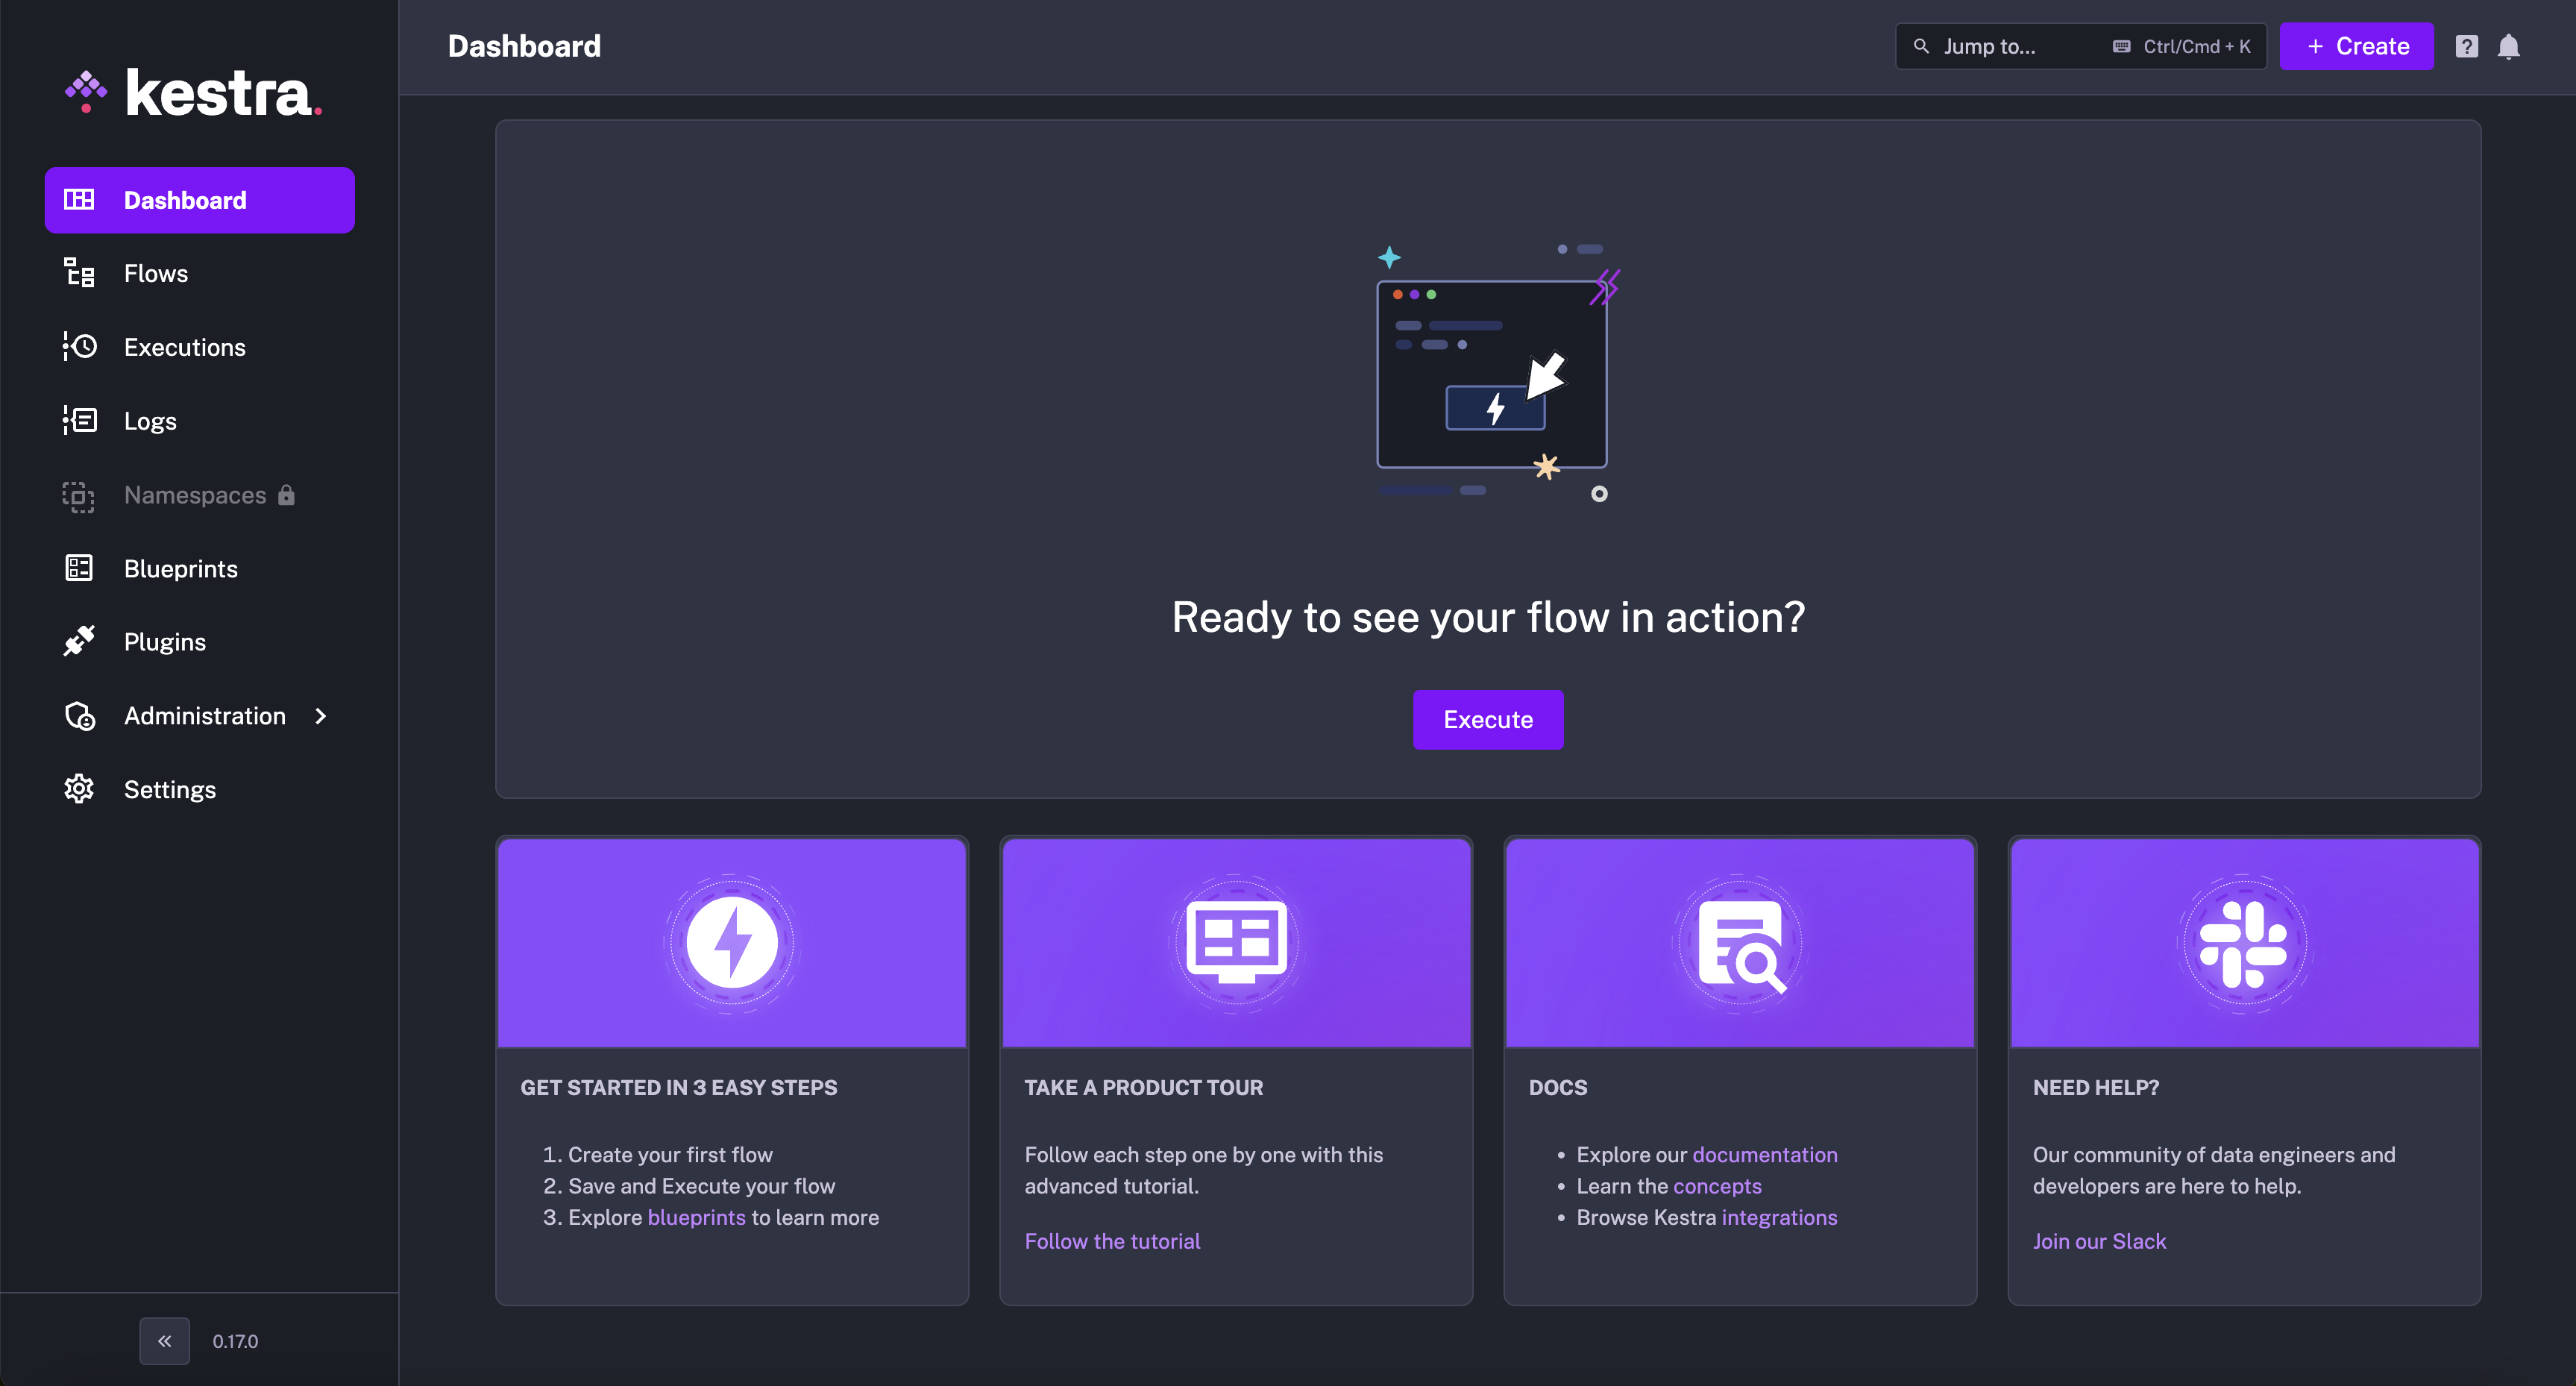 kestra.
Dashboard
Flows
Executions
Logs
Namespaces
Blueprints
Plugins
Administration
Settings
0.17.0
Dashboard
Jump to...
Ctrl/Cmd + K
+ Create
?
Ready to see your flow in action?
Execute
GET STARTED IN 3 EASY STEPS
1. Create your first flow
2. Save and Execute your flow
3. Explore blueprints to learn more
TAKE A PRODUCT TOUR
Follow each step one by one with this
advanced tutorial.
Follow the tutorial
DOCS
• Explore our documentation
• Learn the concepts
• Browse Kestra integrations
NEED HELP?
Our community of data engineers and
developers are here to help.
Join our Slack